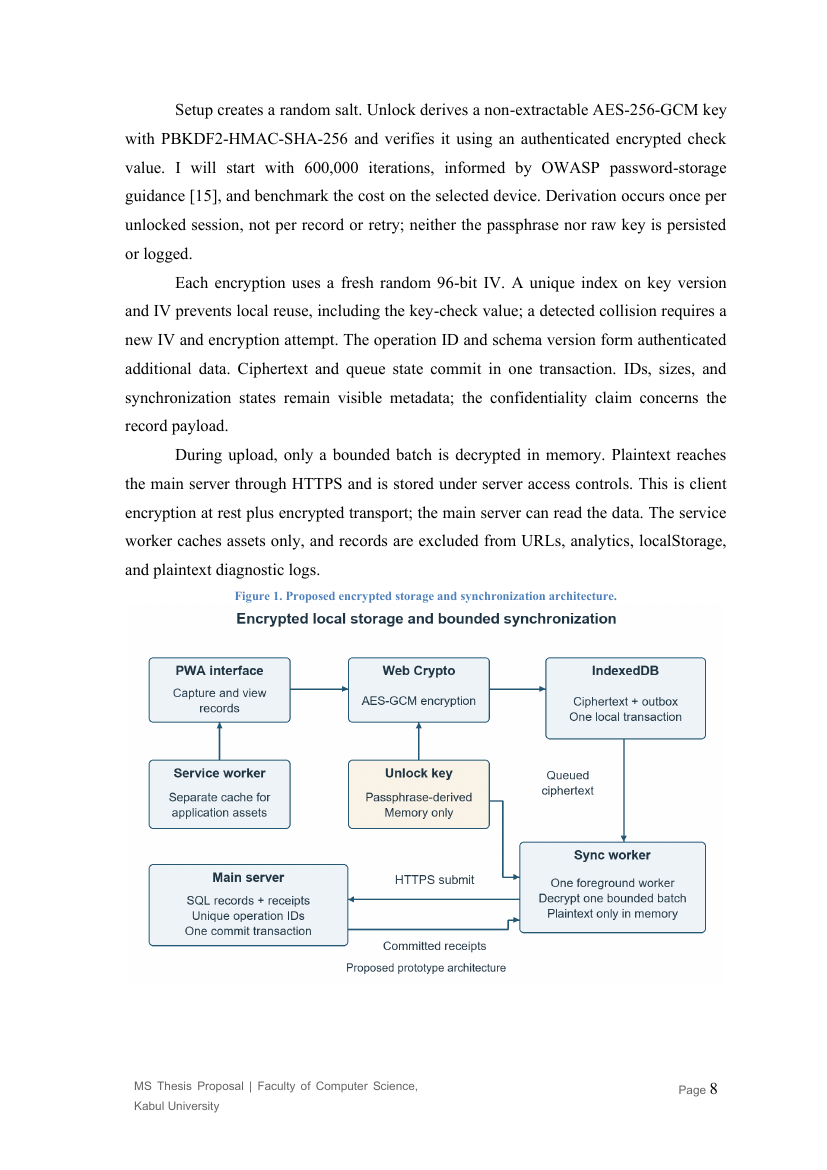 Setup creates a random salt. Unlock derives a non-extractable AES-256-GCM key
with PBKDF2-HMAC-SHA-256 and verifies it using an authenticated encrypted check
value. I will start with 600,000 iterations, informed by OWASP password-storage
guidance [15], and benchmark the cost on the selected device. Derivation occurs once per
unlocked session, not per record or retry; neither the passphrase nor raw key is persisted
or logged.
Each encryption uses a fresh random 96-bit IV. A unique index on key version
and IV prevents local reuse, including the key-check value; a detected collision requires a
new IV and encryption attempt. The operation ID and schema version form authenticated
additional data. Ciphertext and queue state commit in one transaction. IDs, sizes, and
synchronization states remain visible metadata; the confidentiality claim concerns the
record payload.
During upload, only a bounded batch is decrypted in memory. Plaintext reaches
the main server through HTTPS and is stored under server access controls. This is client
encryption at rest plus encrypted transport; the main server can read the data. The service
worker caches assets only, and records are excluded from URLs, analytics, localStorage,
and plaintext diagnostic logs.
Figure 1. Proposed encrypted storage and synchronization architecture.
Encrypted local storage and bounded synchronization
PWA interface
Capture and view
records
Web Crypto
AES-GCM encryption
IndexedDB
Ciphertext + outbox
One local transaction
Service worker
Separate cache for
application assets
Unlock key
Passphrase-derived
Memory only
Queued
ciphertext
Main server
SQL records + receipts
Unique operation IDs
One commit transaction
HTTPS submit
Sync worker
One foreground worker
Decrypt one bounded batch
Plaintext only in memory
Committed receipts
Proposed prototype architecture
MS Thesis Proposal | Faculty of Computer Science,
Kabul University
Page 8